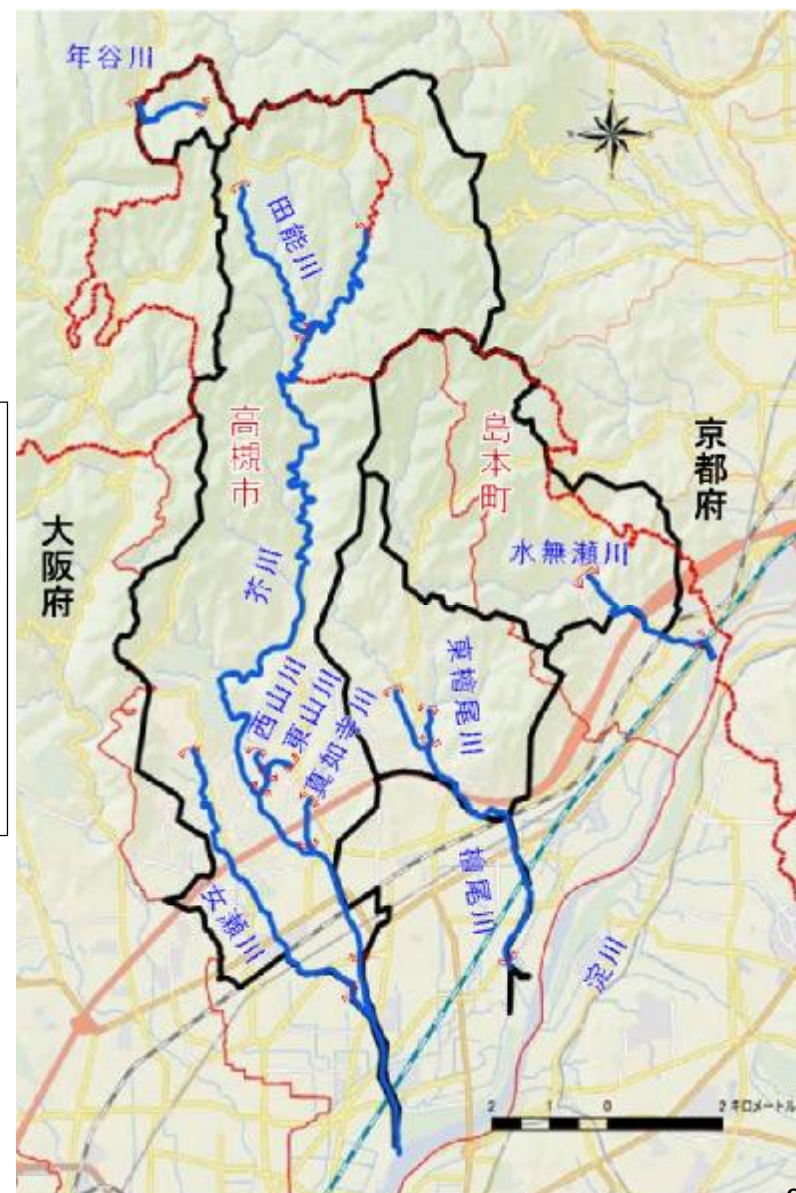 年谷川
田能川
高槻市
島本町
京都府
大阪府
水無瀬川
芥川
西山川
東山川
真如寺川
東檜尾川
檜尾川
女瀬川
淀川
2 1 0 2 キロメートル